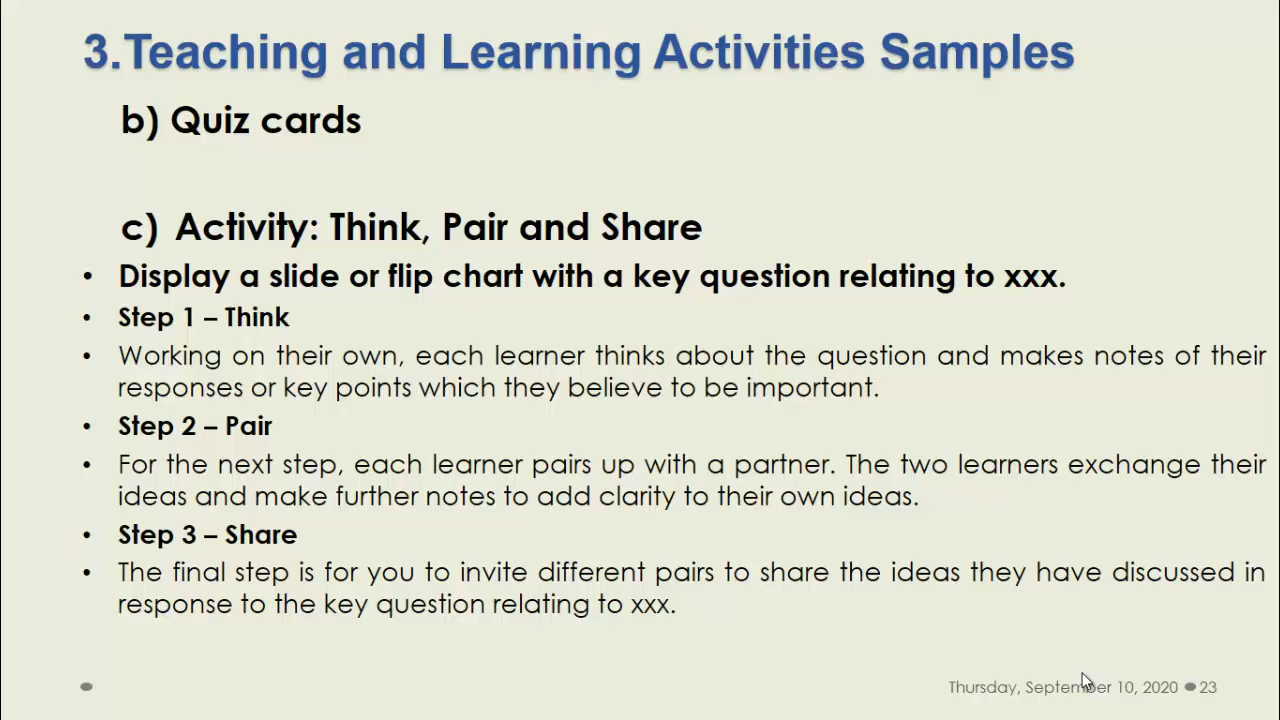 3.Teaching and Learning Activities Samples
b) Quiz cards
c) Activity: Think, Pair and Share
• Display a slide or flip chart with a key question relating to xxx.
• Step 1 – Think
• Working on their own, each learner thinks about the question and makes notes of their
responses or key points which they believe to be important.
• Step 2 – Pair
• For the next step, each learner pairs up with a partner. The two learners exchange their
ideas and make further notes to add clarity to their own ideas.
• Step 3 – Share
• The final step is for you to invite different pairs to share the ideas they have discussed in
response to the key question relating to xxx.
Thursday, September 10, 2020 ● 23